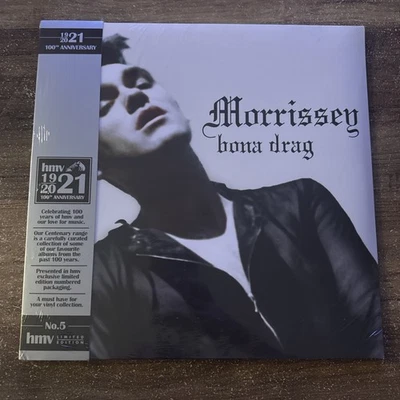 19
20 21
100TH ANNIVERSARY
hmv
19
20 21
100TH ANNIVERSARY
Celebrating 100
years of hmv and
our love for music.
Our Centenary range
is a carefully curated
collection of some
of our favourite
albums from the
past 100 years.
Presented in hmv
exclusive limited
edition numbered
packaging.
A must have for
your vinyl collection.
No.5
hmv LIMITED
EDITION
Morrissey
bona drag